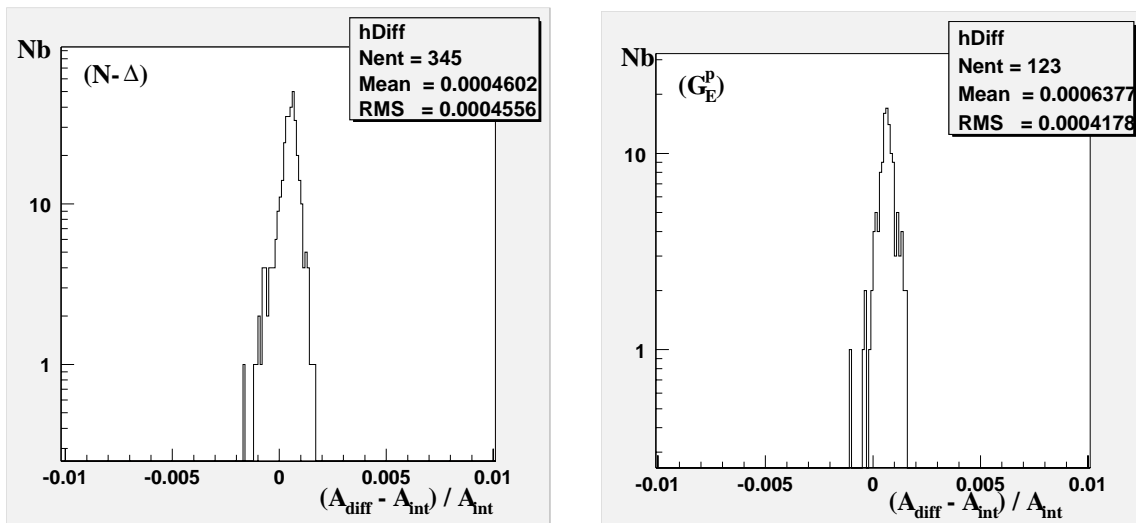 hDiff
Nent = 345
Mean = 0.0004602
RMS = 0.0004556
Nb
(N- Δ)
10
1
-0.01 -0.005 0 0.005 0.01
(A_diff - A_int) / A_int
hDiff
Nent = 123
Mean = 0.0006377
RMS = 0.0004178
Nb
(G_E^p)
10
1
-0.01 -0.005 0 0.005 0.01
(A_diff - A_int) / A_int